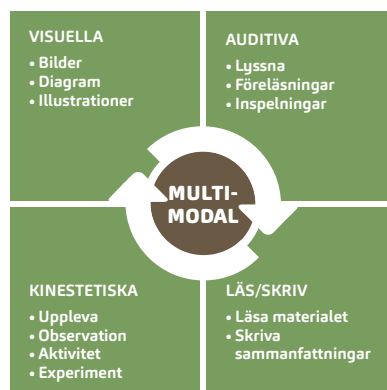 VISUELLA
• Bilder
• Diagram
• Illustrationer
AUDITIVA
• Lyssna
• Föreläsningar
• Inspelningar
MULTI-
MODAL
KINESTETISKA
• Uppleva
• Observation
• Aktivitet
• Experiment
LÄS/SKRIV
• Läsa materialet
• Skriva
sammanfattningar